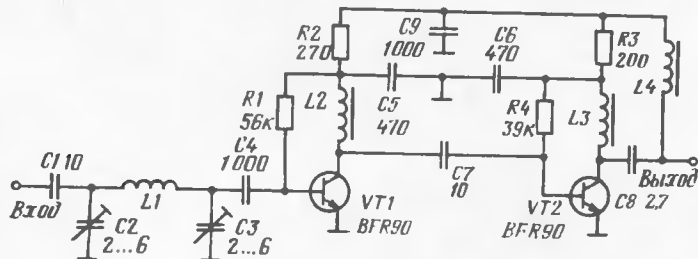 R2
270
C9
1000
C6
470
R3
200
L4
R1
56к
L2
C5
470
R4
39к
L3
C1 10
C4
1000
C7
10
Вход
L1
VT1
BFR90
VT2
BFR90
C8 2,7
Выход
C2
2...6
C3
2...6